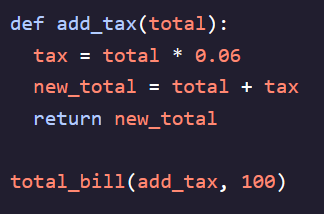 def add_tax(total):
  tax = total * 0.06
  new_total = total + tax
  return new_total

total_bill(add_tax, 100)